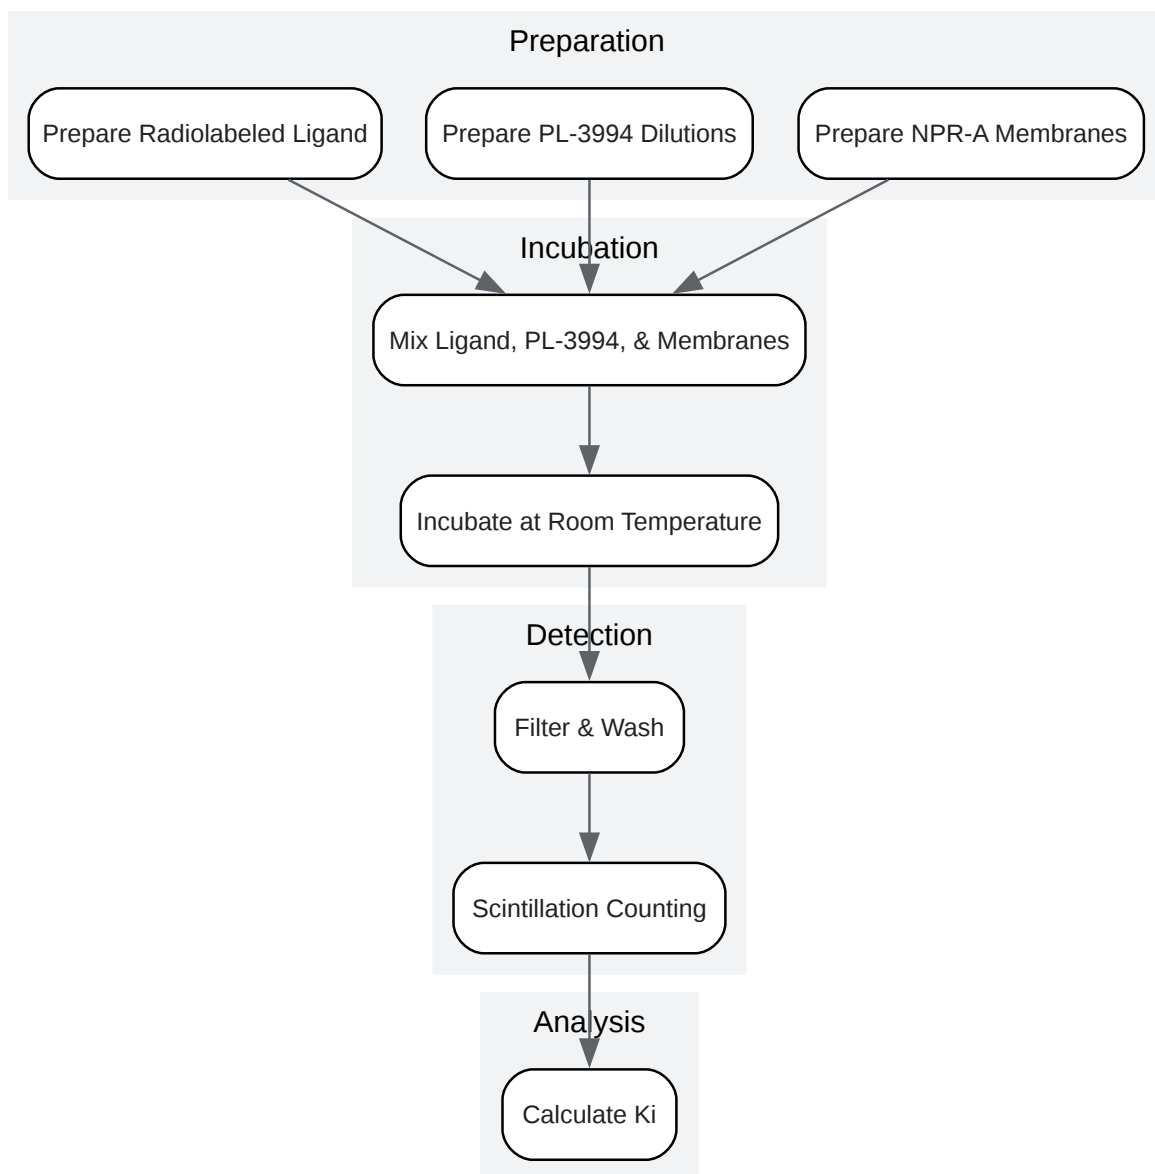 Preparation
Prepare Radiolabeled Ligand
Prepare PL-3994 Dilutions
Prepare NPR-A Membranes
Incubation
Mix Ligand, PL-3994, & Membranes
Incubate at Room Temperature
Detection
Filter & Wash
Scintillation Counting
Analysis
Calculate Ki